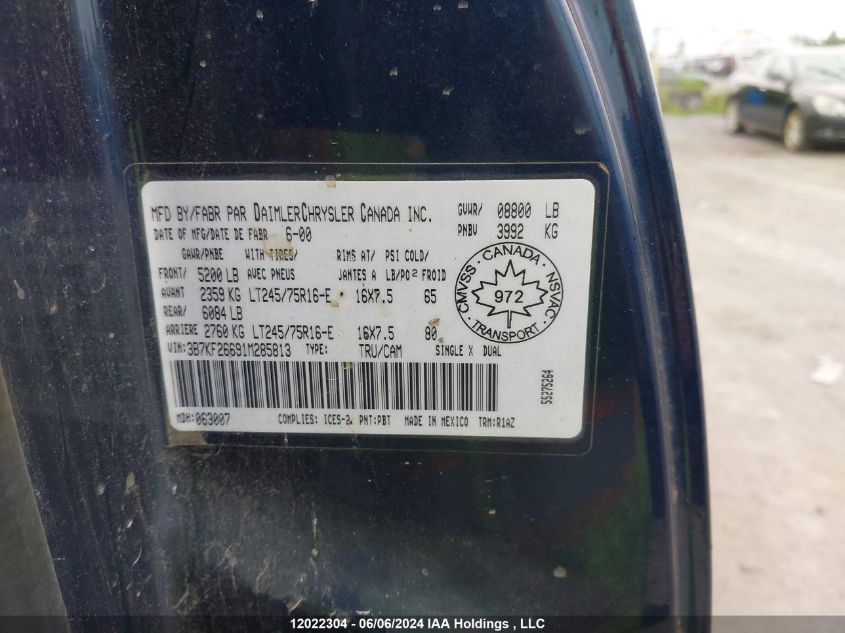 MFD BY/FABR PAR DAIMLERCHRYSLER CANADA INC. GUWR/ 08800 LB
DATE OF MFG/DATE DE FABR 6-00 PNBV 3992 KG
GAWR/PNBE WITH TIRES/ RIMS AT/ PSI COLD/
FRONT/ 5200 LB AVEC PNEUS JANTES A LB/PO² FROID
AVANT 2359 KG LT245/75R16-E 16X7.5 65
REAR/ 6084 LB
ARRIERE 2760 KG LT245/75R16-E 16X7.5 80
VIN: 3B7KF26691M285813 TYPE: TRU/CAM SINGLE X DUAL
CMVSS · CANADA · NSVAC
972
· TRANSPORT ·
55275264
MDH: 063007 COMPLIES: ICES-2. PNT:PBT MADE IN MEXICO TRM:R1AZ
12022304 - 06/06/2024 IAA Holdings , LLC